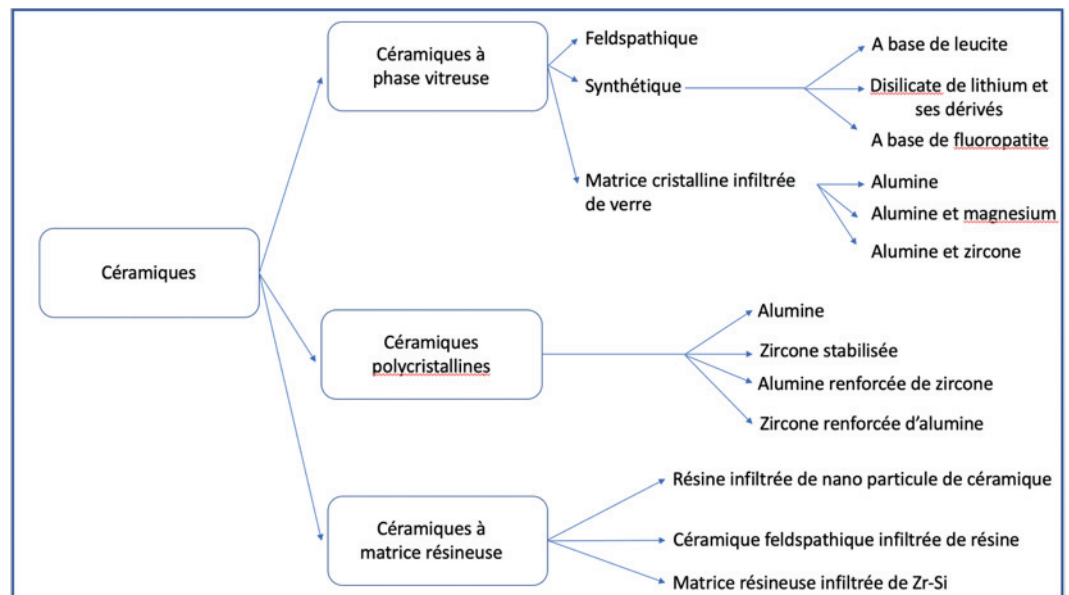 Céramiques
Céramiques à
phase vitreuse
Feldspathique
Synthétique
A base de leucite
Disilicate de lithium et
ses dérivés
A base de fluoropatite
Matrice cristalline infiltrée
de verre
Alumine
Alumine et magnesium
Alumine et zircone
Céramiques
polycristallines
Alumine
Zircone stabilisée
Alumine renforcée de zircone
Zircone renforcée d’alumine
Céramiques à
matrice résineuse
Résine infiltrée de nano particule de céramique
Céramique feldspathique infiltrée de résine
Matrice résineuse infiltrée de Zr-Si